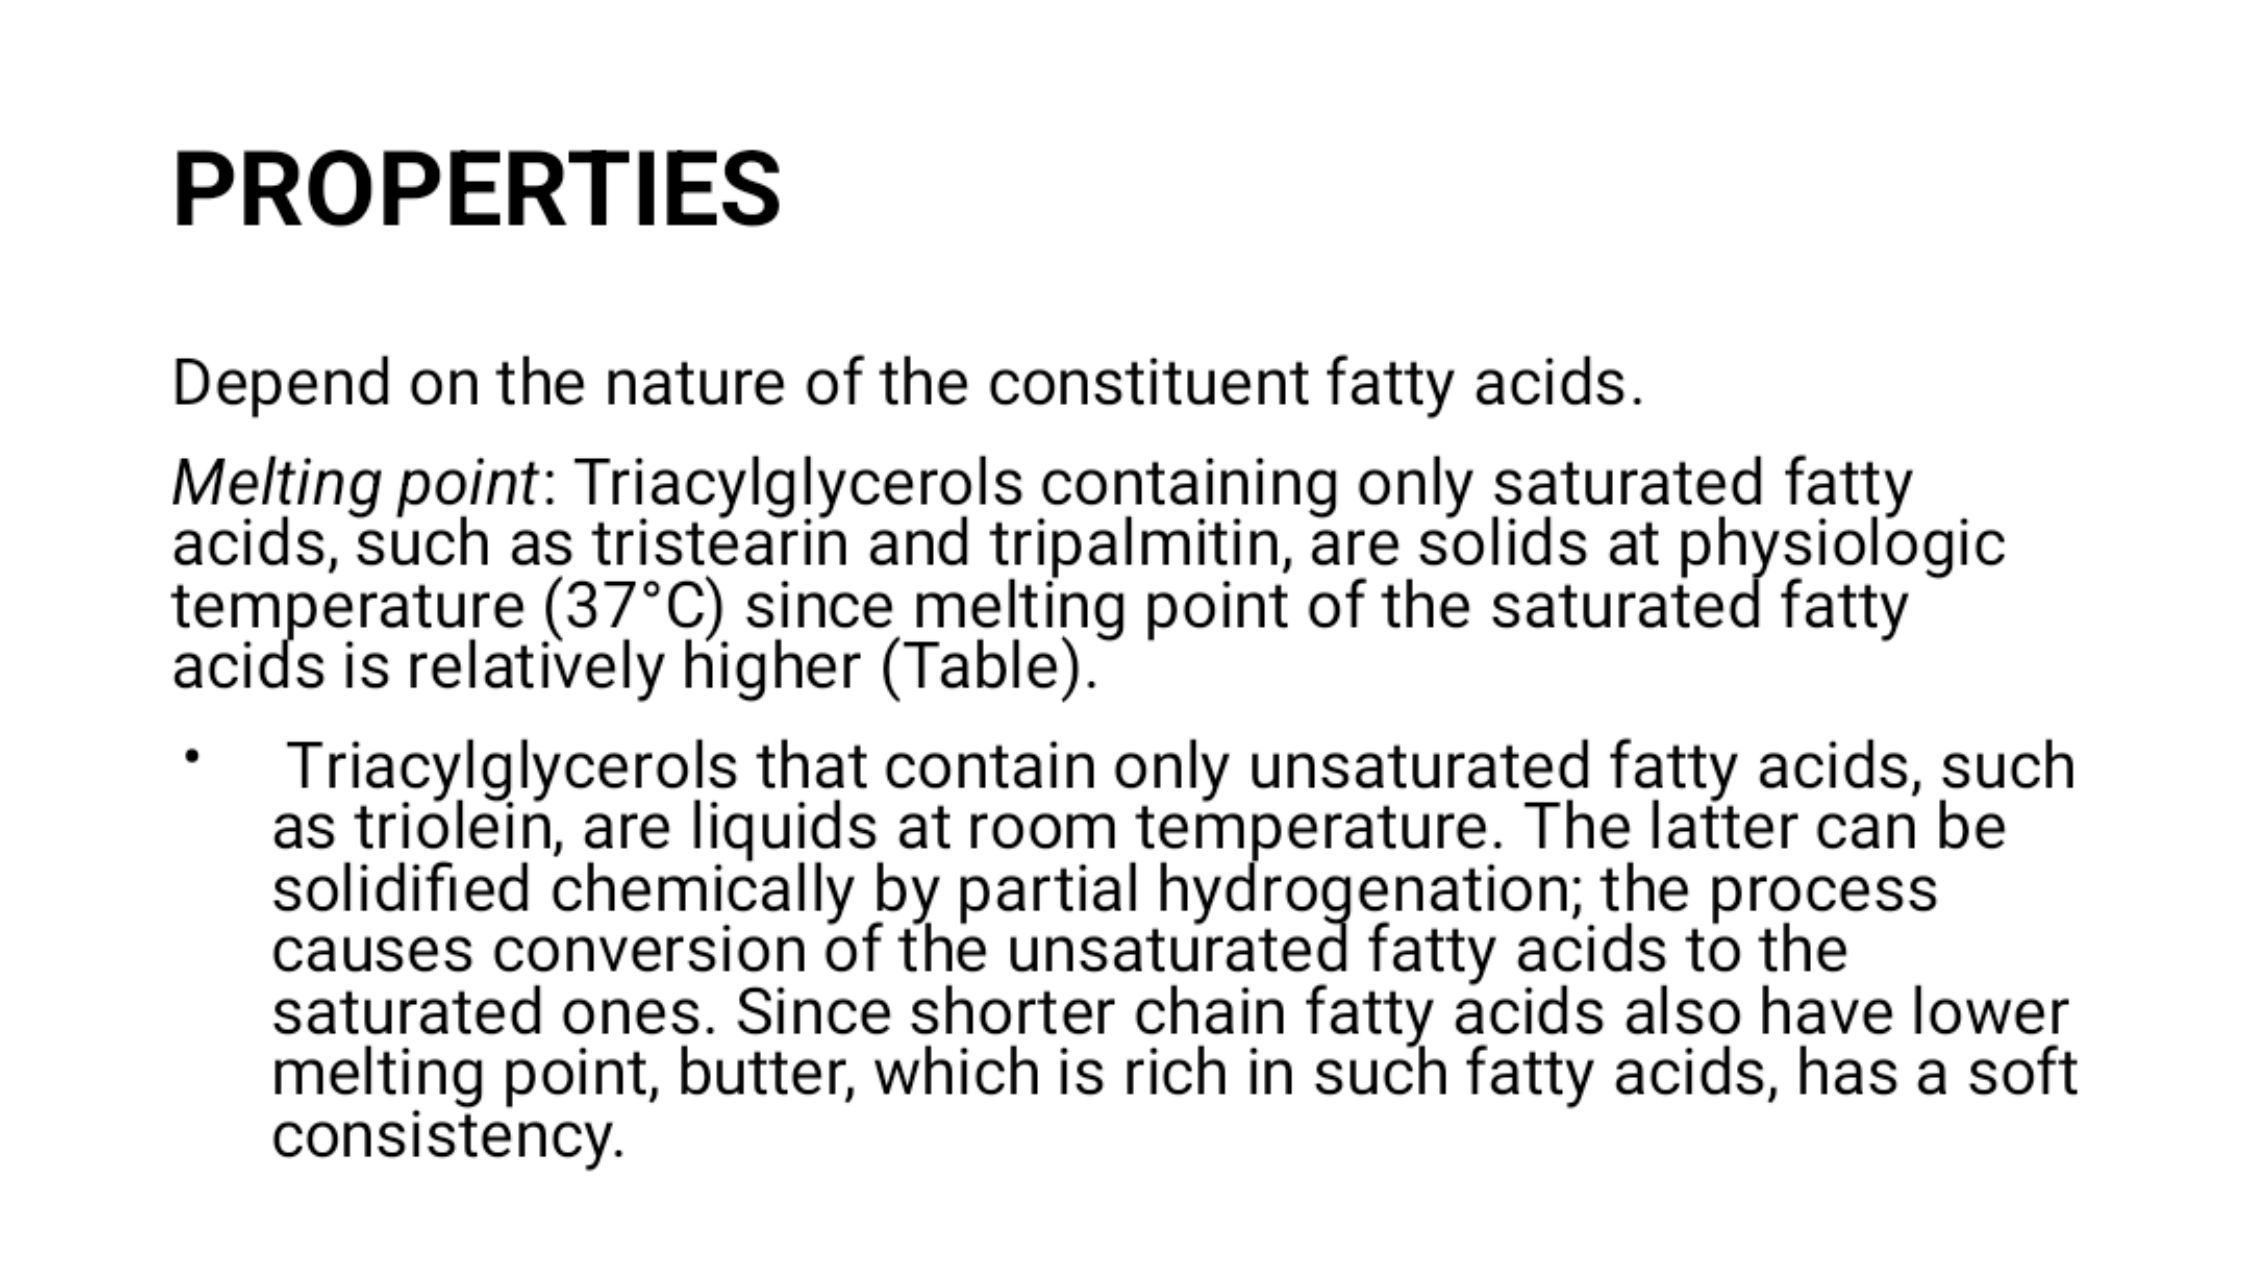 PROPERTIES
Depend on the nature of the constituent fatty acids.
Melting point: Triacylglycerols containing only saturated fatty
acids, such as tristearin and tripalmitin, are solids at physiologic
temperature (37°C) since melting point of the saturated fatty
acids is relatively higher (Table).
• Triacylglycerols that contain only unsaturated fatty acids, such
as triolein, are liquids at room temperature. The latter can be
solidified chemically by partial hydrogenation; the process
causes conversion of the unsaturated fatty acids to the
saturated ones. Since shorter chain fatty acids also have lower
melting point, butter, which is rich in such fatty acids, has a soft
consistency.